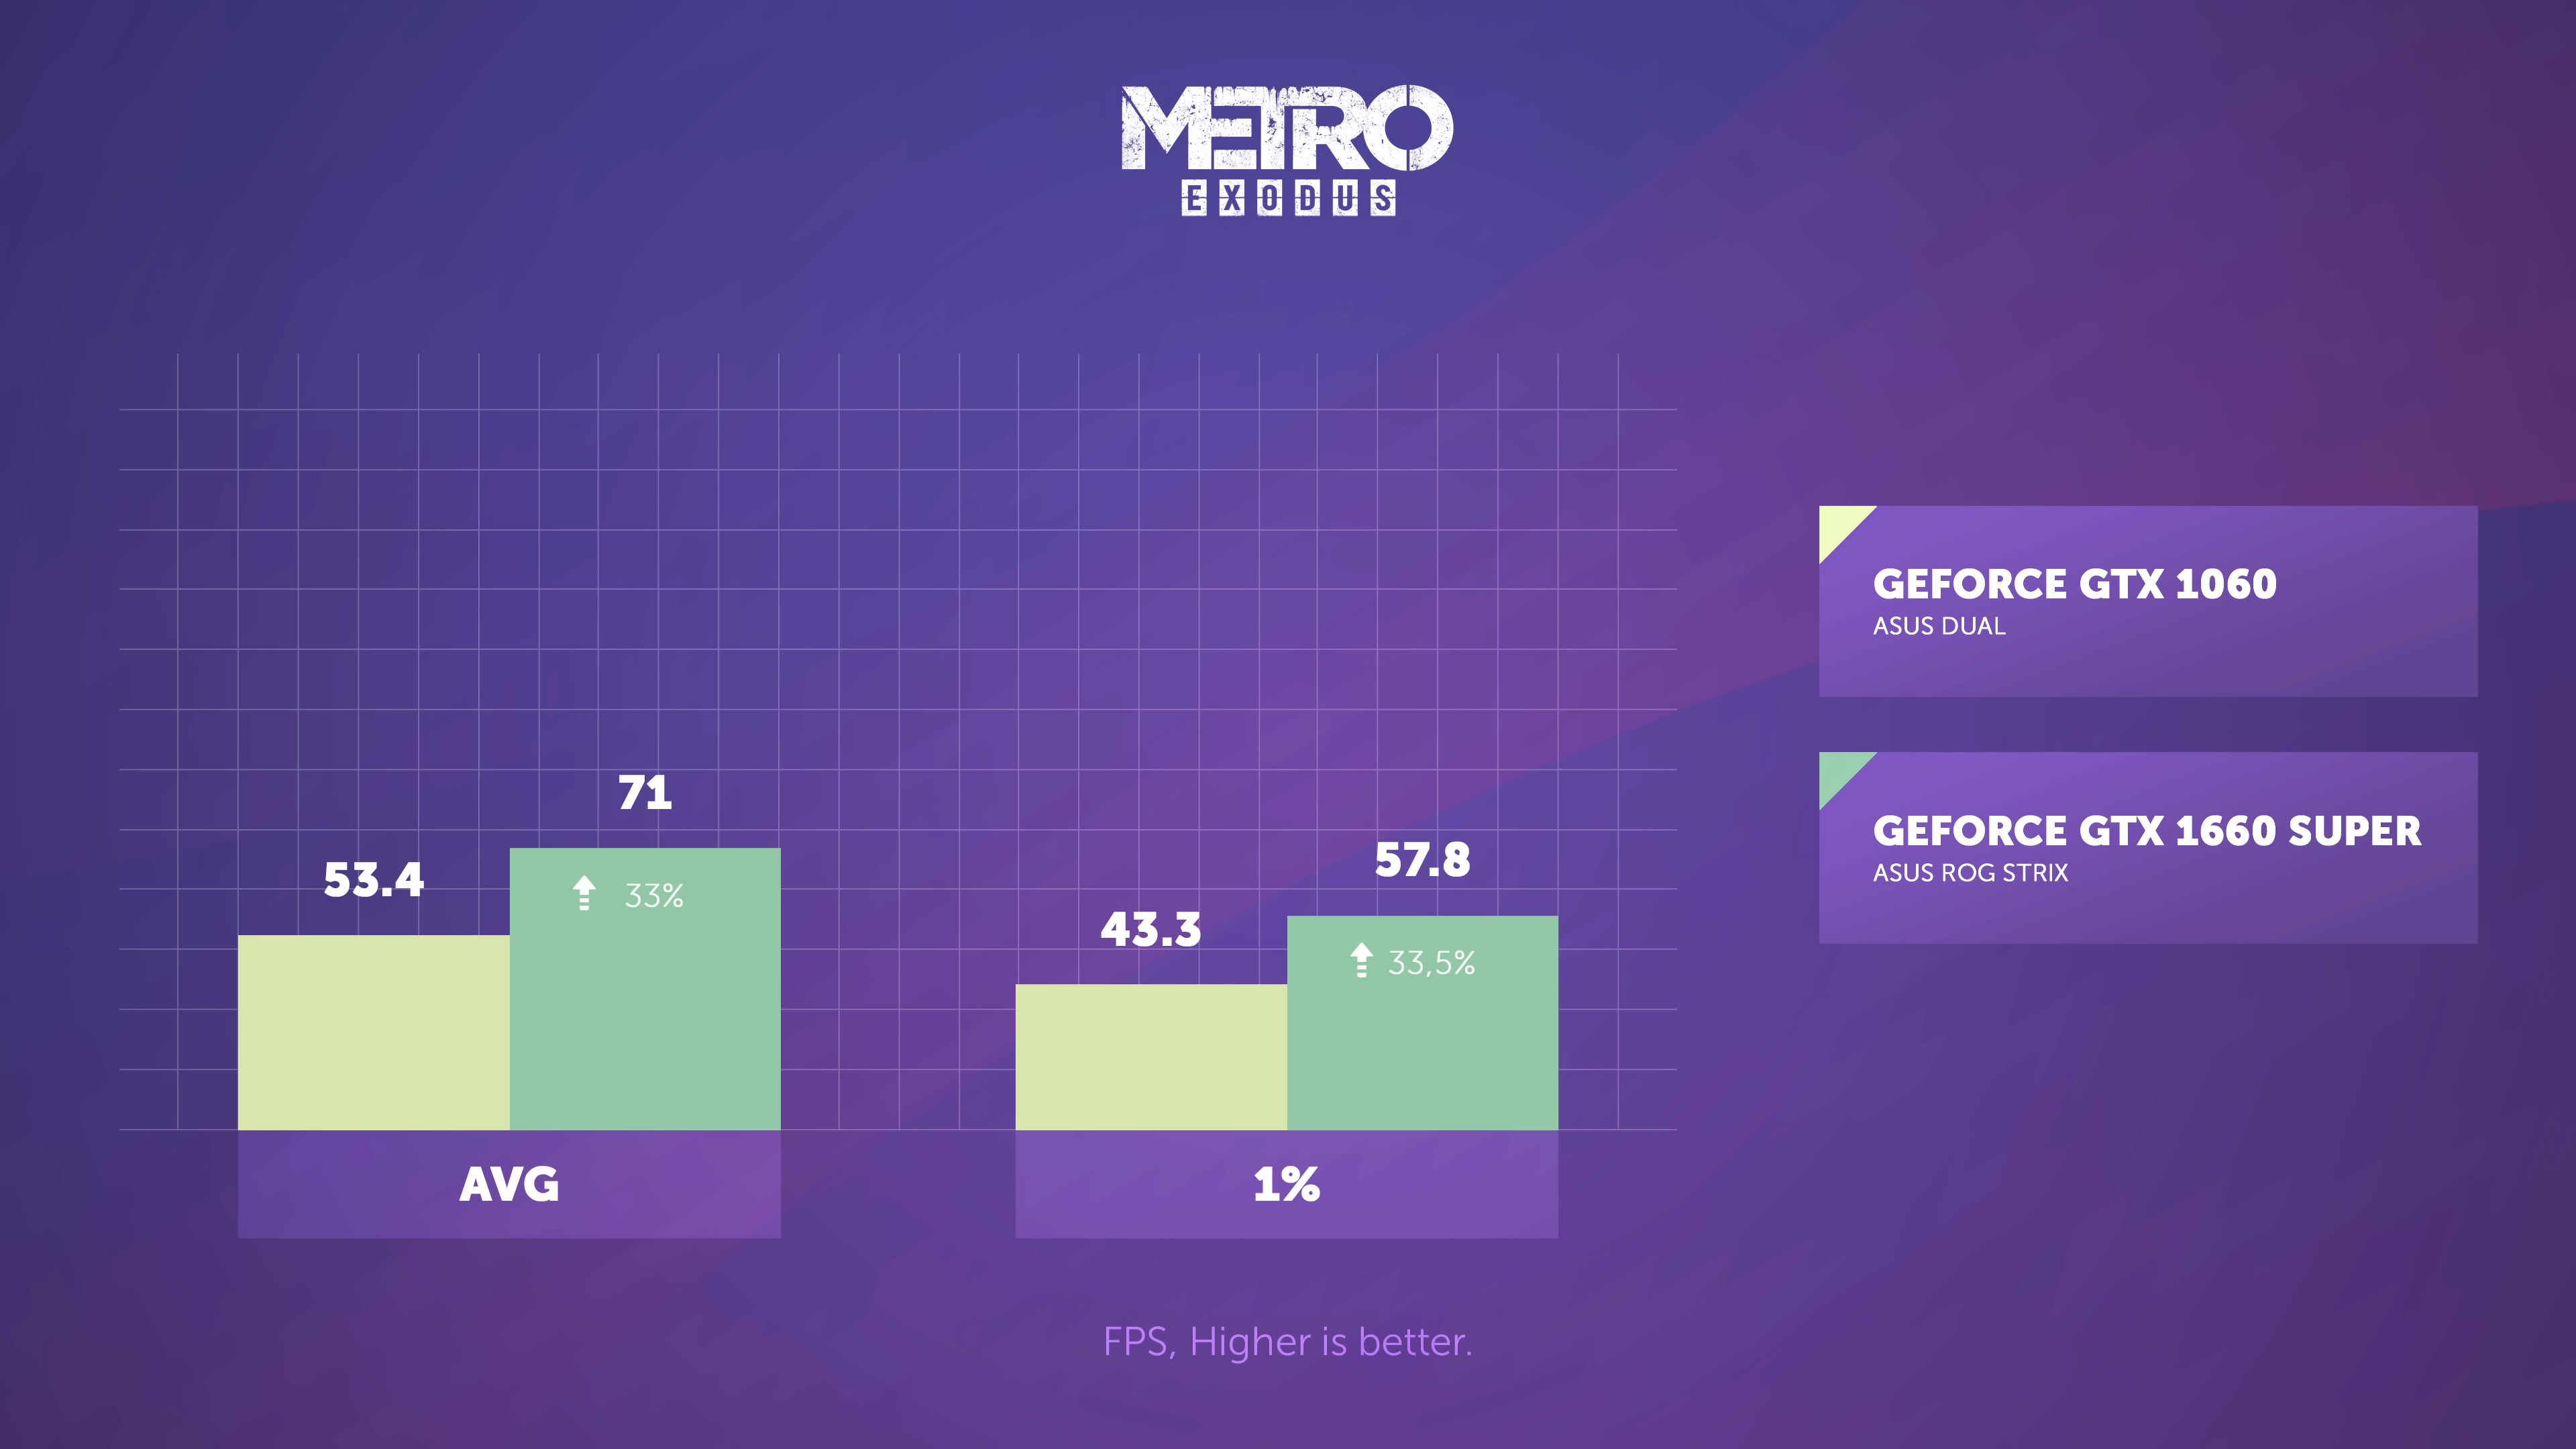 METRO
EXODUS
71
53.4
33%
57.8
43.3
33,5%
AVG
1%
GEFORCE GTX 1060
ASUS DUAL
GEFORCE GTX 1660 SUPER
ASUS ROG STRIX
FPS, Higher is better.